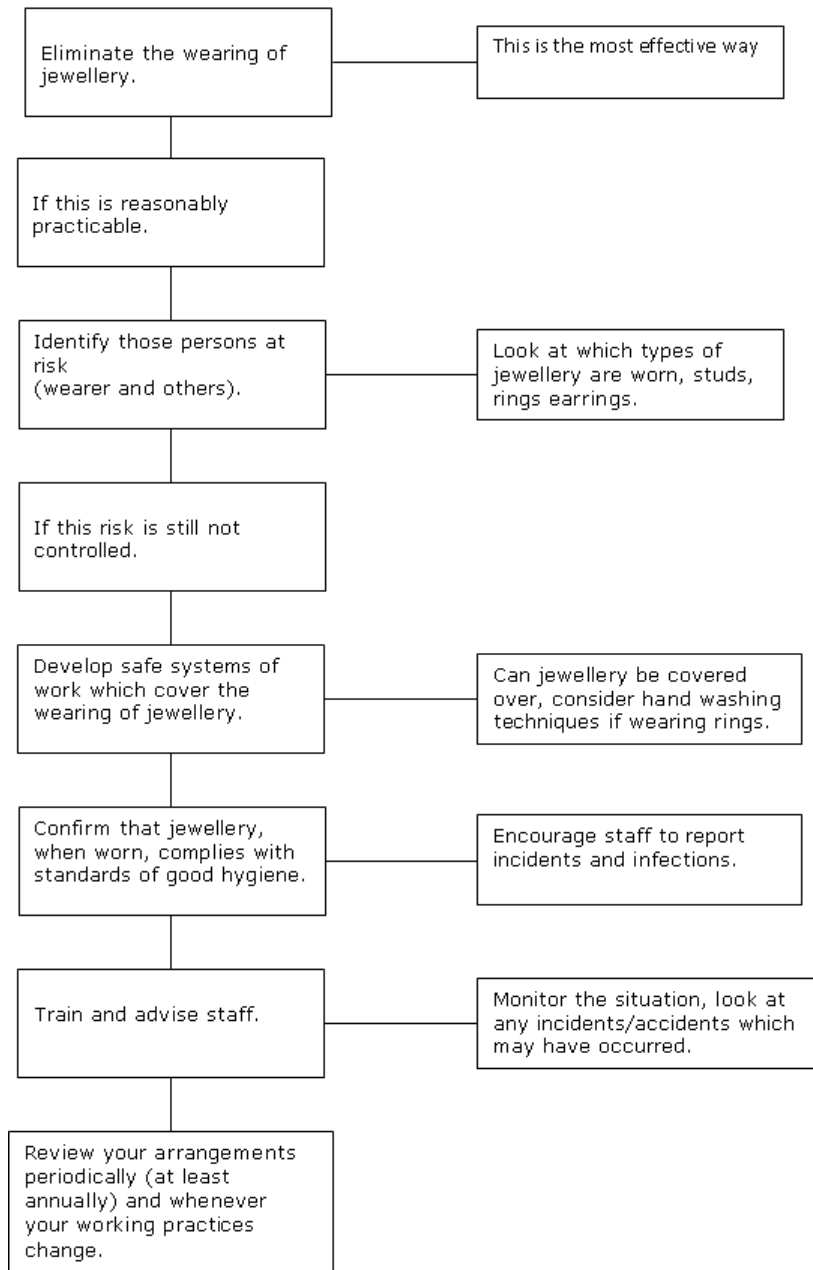 Eliminate the wearing of
jewellery.
This is the most effective way
If this is reasonably
practicable.
Identify those persons at
risk
(wearer and others).
Look at which types of
jewellery are worn, studs,
rings earrings.
If this risk is still not
controlled.
Develop safe systems of
work which cover the
wearing of jewellery.
Can jewellery be covered
over, consider hand washing
techniques if wearing rings.
Confirm that jewellery,
when worn, complies with
standards of good hygiene.
Encourage staff to report
incidents and infections.
Train and advise staff.
Monitor the situation, look at
any incidents/accidents which
may have occurred.
Review your arrangements
periodically (at least
annually) and whenever
your working practices
change.